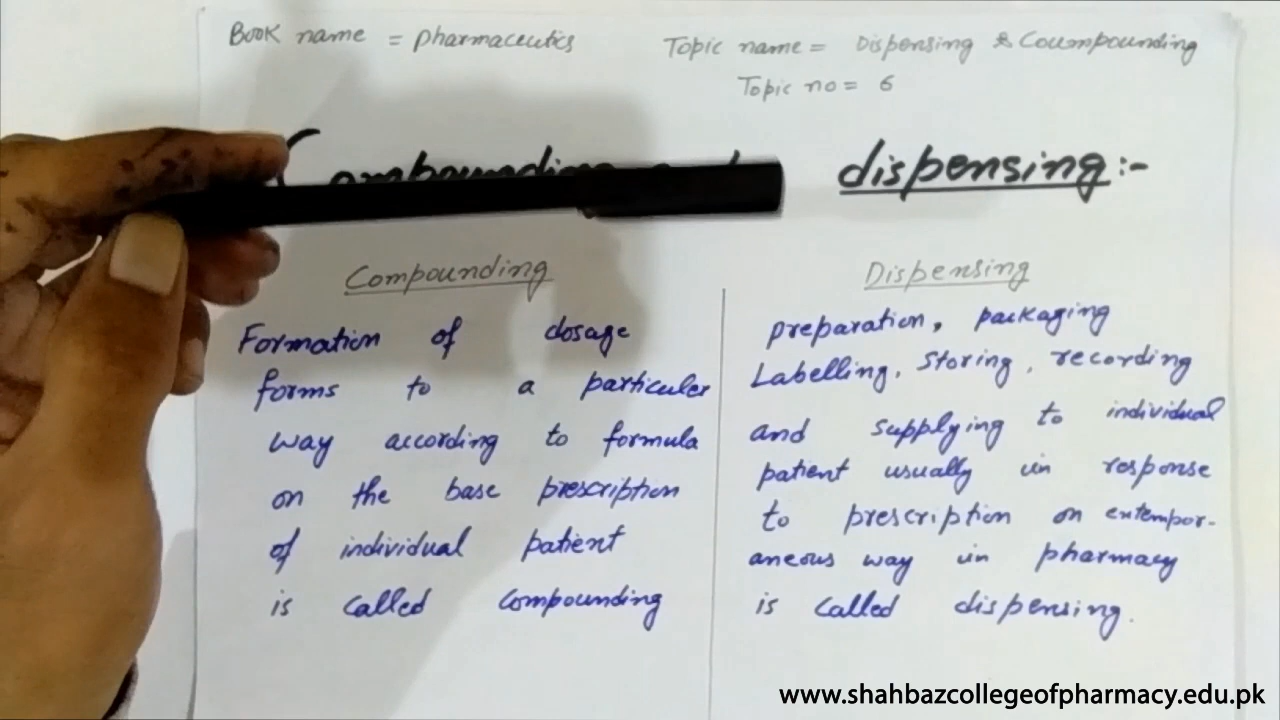 Book name = pharmaceutics
Topic name = Dispensing & Coumpounding
Topic no = 6
dispensing:-
Compounding
Formation of dosage
forms to a particuler
way according to formula
on the base prescription
of individual patient
is called compounding
Dispensing
preparation, packaging
Labelling, storing, recording
and supplying to individual
patient usually in response
to prescription on extempor-
aneous way in pharmacy
is called dispensing.
www.shahbazcollegeofpharmacy.edu.pk